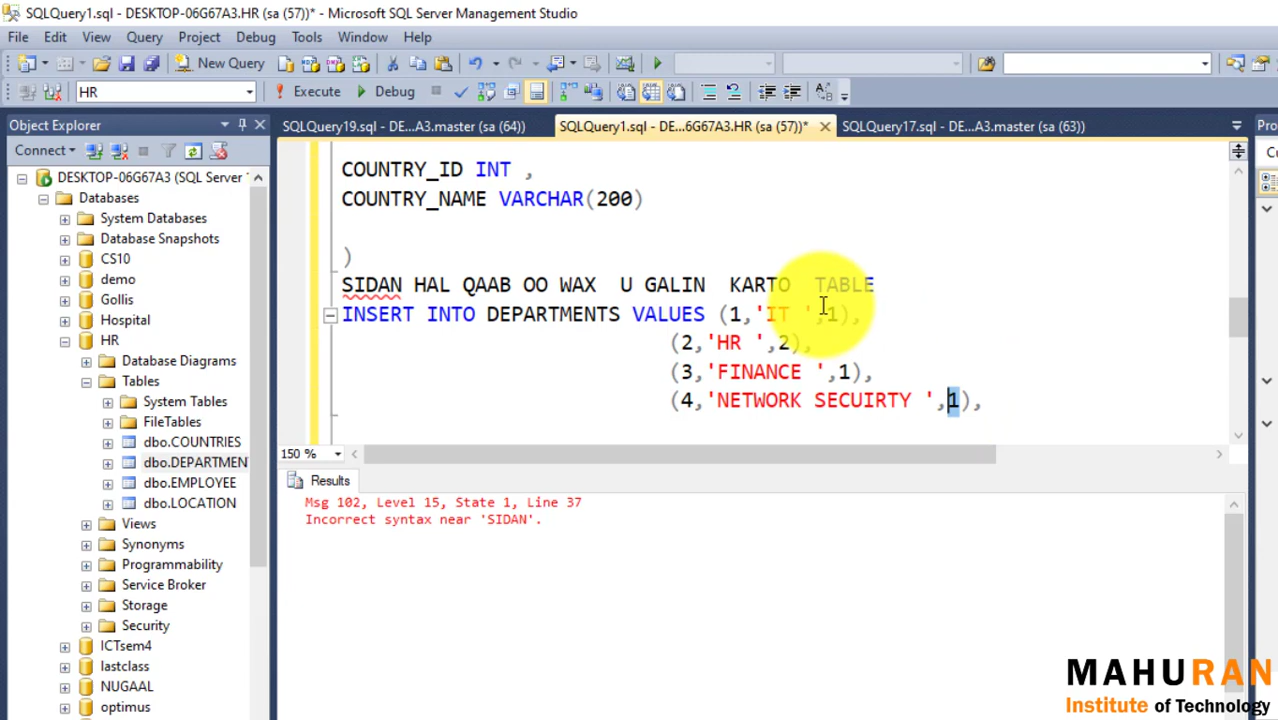 SQLQuery1.sql - DESKTOP-06G67A3.HR (sa (57))* - Microsoft SQL Server Management Studio
File Edit View Query Project Debug Tools Window Help
New Query
HR Execute Debug
Object Explorer
SQLQuery19.sql - DE...A3.master (sa (64)) SQLQuery1.sql - DE...6G67A3.HR (sa (57))* SQLQuery17.sql - DE...A3.master (sa (63))
Connect
DESKTOP-06G67A3 (SQL Server
Databases
System Databases
Database Snapshots
CS10
demo
Gollis
Hospital
HR
Database Diagrams
Tables
System Tables
FileTables
dbo.COUNTRIES
dbo.DEPARTMEN
dbo.EMPLOYEE
dbo.LOCATION
Views
Synonyms
Programmability
Service Broker
Storage
Security
ICTsem4
lastclass
NUGAAL
optimus
COUNTRY_ID INT ,
COUNTRY_NAME VARCHAR(200)
)
SIDAN HAL QAAB OO WAX U GALIN KARTO TABLE
INSERT INTO DEPARTMENTS VALUES (1,'IT ',1),
(2,'HR ',2),
(3,'FINANCE ',1),
(4,'NETWORK SECUIRTY ',1),
150 %
Results
Msg 102, Level 15, State 1, Line 37
Incorrect syntax near 'SIDAN'.
Pro
Cu
MAHURAN
Institute of Technology